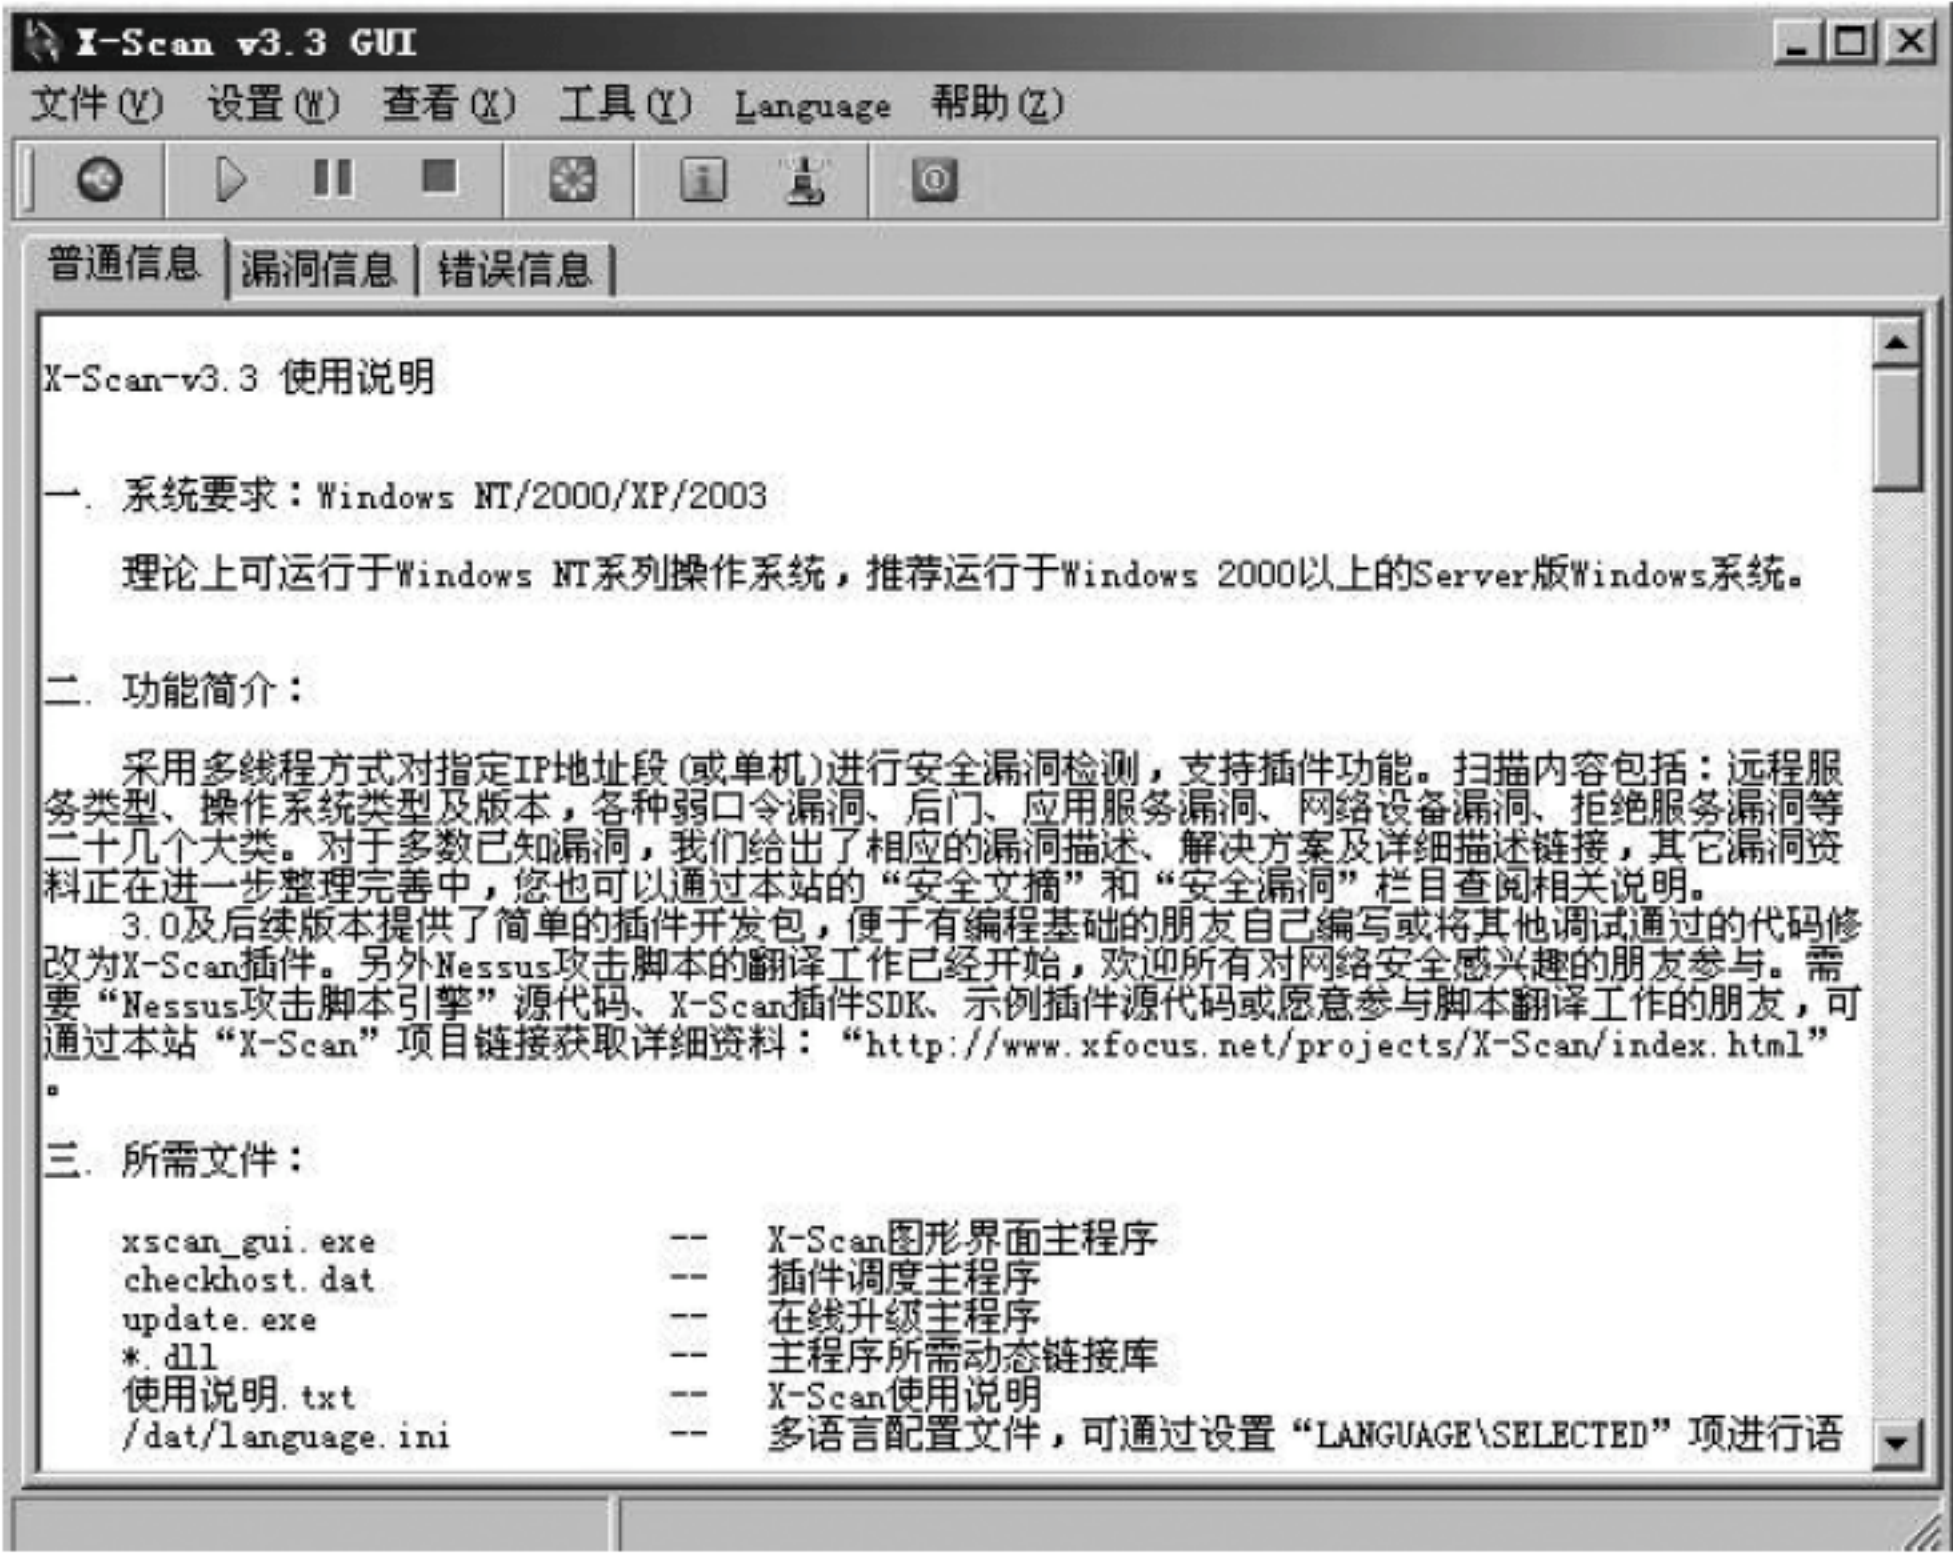 X-Scan v3.3 GUI
文件(V) 设置(W) 查看(X) 工具(Y) Language 帮助(Z)
普通信息 漏洞信息 错误信息
X-Scan-v3.3 使用说明
一. 系统要求：Windows NT/2000/XP/2003
理论上可运行于Windows NT系列操作系统，推荐运行于Windows 2000以上的Server版Windows系统。
二. 功能简介：
采用多线程方式对指定IP地址段(或单机)进行安全漏洞检测，支持插件功能。扫描内容包括：远程服
务类型、操作系统类型及版本，各种弱口令漏洞、后门、应用服务漏洞、网络设备漏洞、拒绝服务漏洞等
二十几个大类。对于多数已知漏洞，我们给出了相应的漏洞描述、解决方案及详细描述链接，其它漏洞资
料正在进一步整理完善中，您也可以通过本站的“安全文摘”和“安全漏洞”栏目查阅相关说明。
3.0及后续版本提供了简单的插件开发包，便于有编程基础的朋友自己编写或将其他调试通过的代码修
改为X-Scan插件。另外Nessus攻击脚本的翻译工作已经开始，欢迎所有对网络安全感兴趣的朋友参与。需
要“Nessus攻击脚本引擎”源代码、X-Scan插件SDK、示例插件源代码或愿意参与脚本翻译工作的朋友，可
通过本站“X-Scan”项目链接获取详细资料：“http://www.xfocus.net/projects/X-Scan/index.html”
。
三. 所需文件：
xscan_gui.exe -- X-Scan图形界面主程序
checkhost.dat -- 插件调度主程序
update.exe -- 在线升级主程序
*.dll -- 主程序所需动态链接库
使用说明.txt -- X-Scan使用说明
/dat/language.ini -- 多语言配置文件，可通过设置“LANGUAGE\SELECTED”项进行语